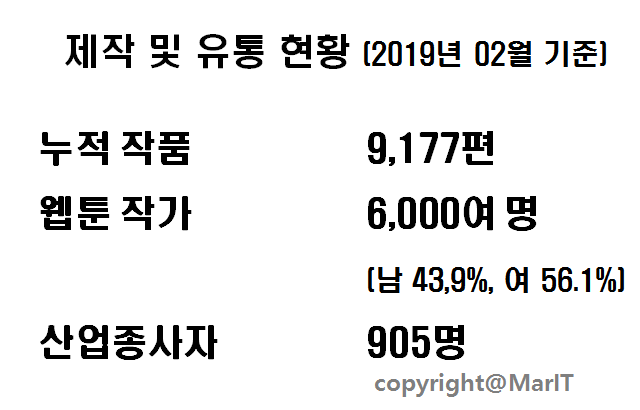 제작 및 유통 현황 (2019년 02월 기준)
누적 작품 9,177편
웹툰 작가 6,000여 명
(남 43,9%, 여 56.1%)
산업종사자 905명
copyright@MarIT